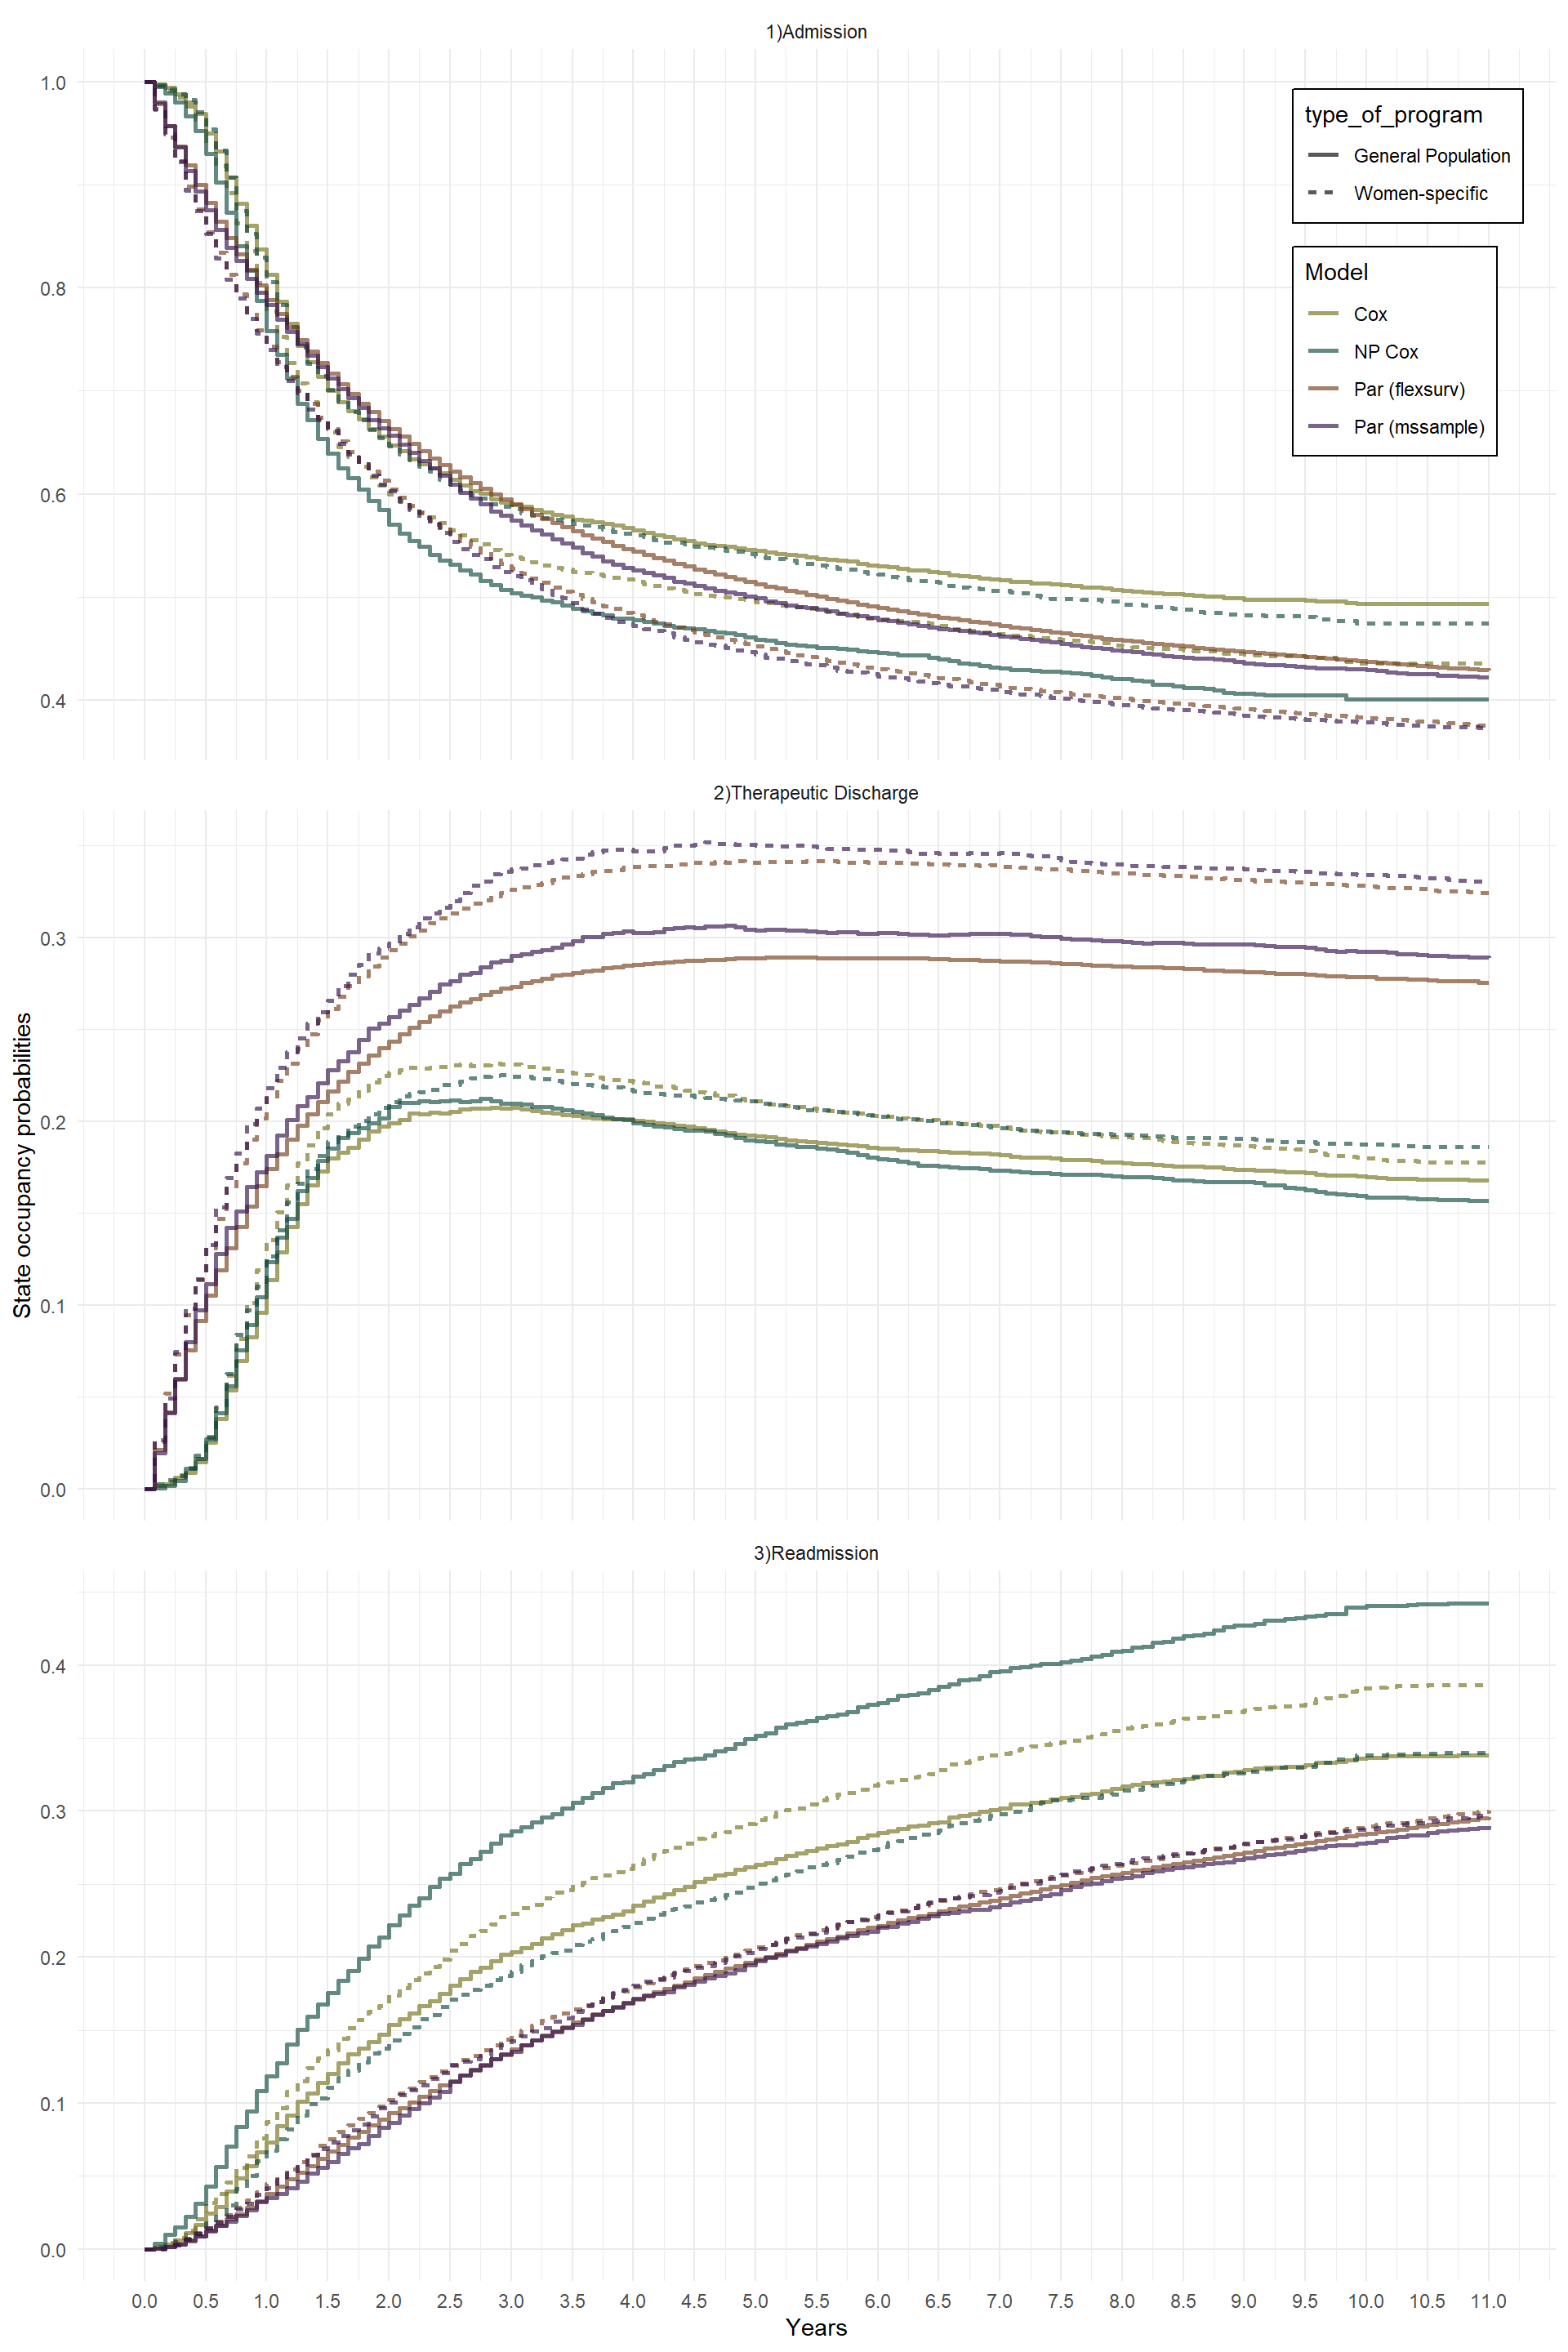 1)Admission
1.0
0.8
0.6
0.4
type_of_program
General Population
Women-specific
Model
Cox
NP Cox
Par (flexsurv)
Par (mssample)
2)Therapeutic Discharge
State occupancy probabilities
0.3
0.2
0.1
0.0
3)Readmission
0.4
0.3
0.2
0.1
0.0
0.0 0.5 1.0 1.5 2.0 2.5 3.0 3.5 4.0 4.5 5.0 5.5 6.0 6.5 7.0 7.5 8.0 8.5 9.0 9.5 10.0 10.5 11.0
Years